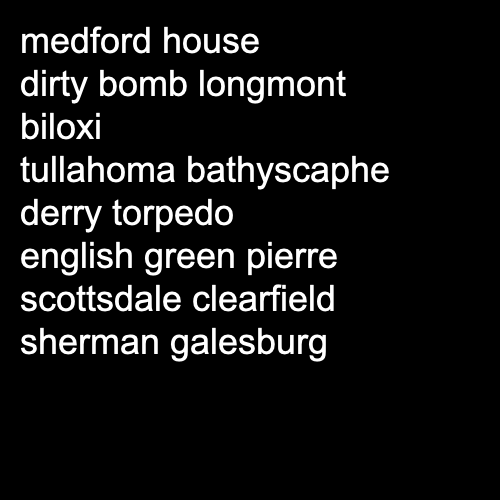 medford house
dirty bomb longmont
biloxi
tullahoma bathyscaphe
derry torpedo
english green pierre
scottsdale clearfield
sherman galesburg